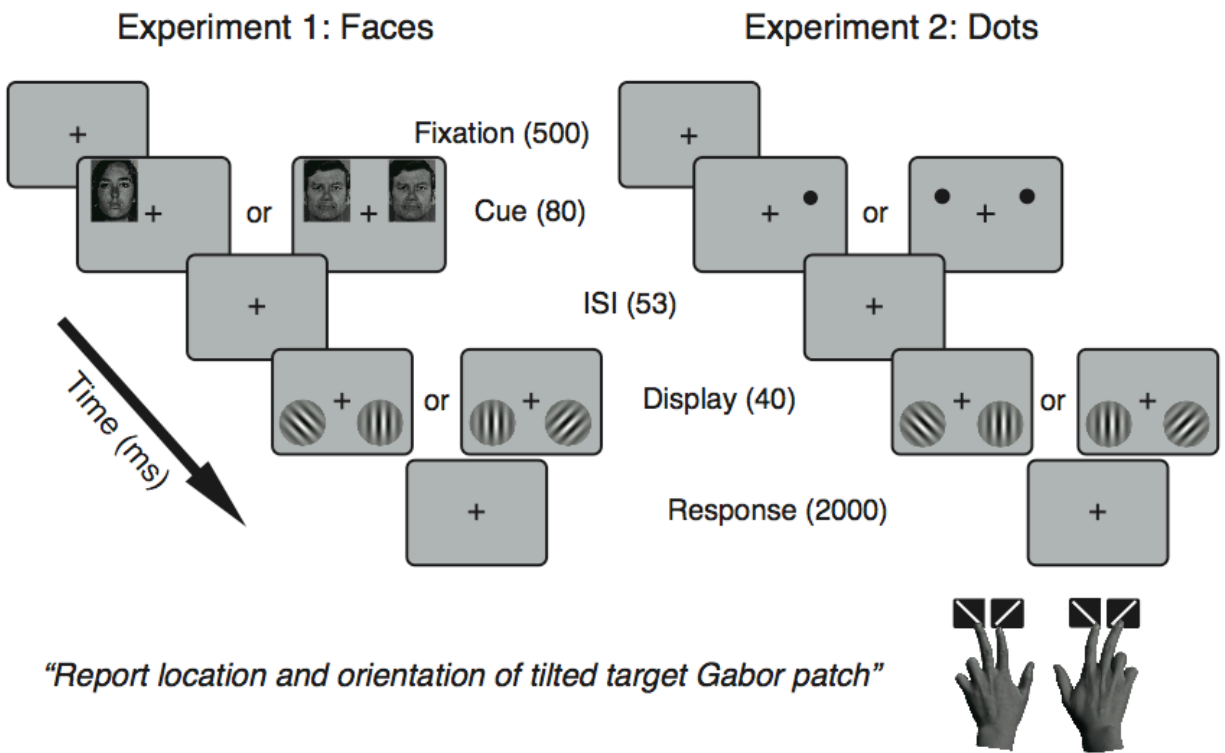 Experiment 1: Faces
Experiment 2: Dots
Fixation (500)
or
Cue (80)
or
ISI (53)
Time (ms)
or
Display (40)
or
Response (2000)
“Report location and orientation of tilted target Gabor patch”